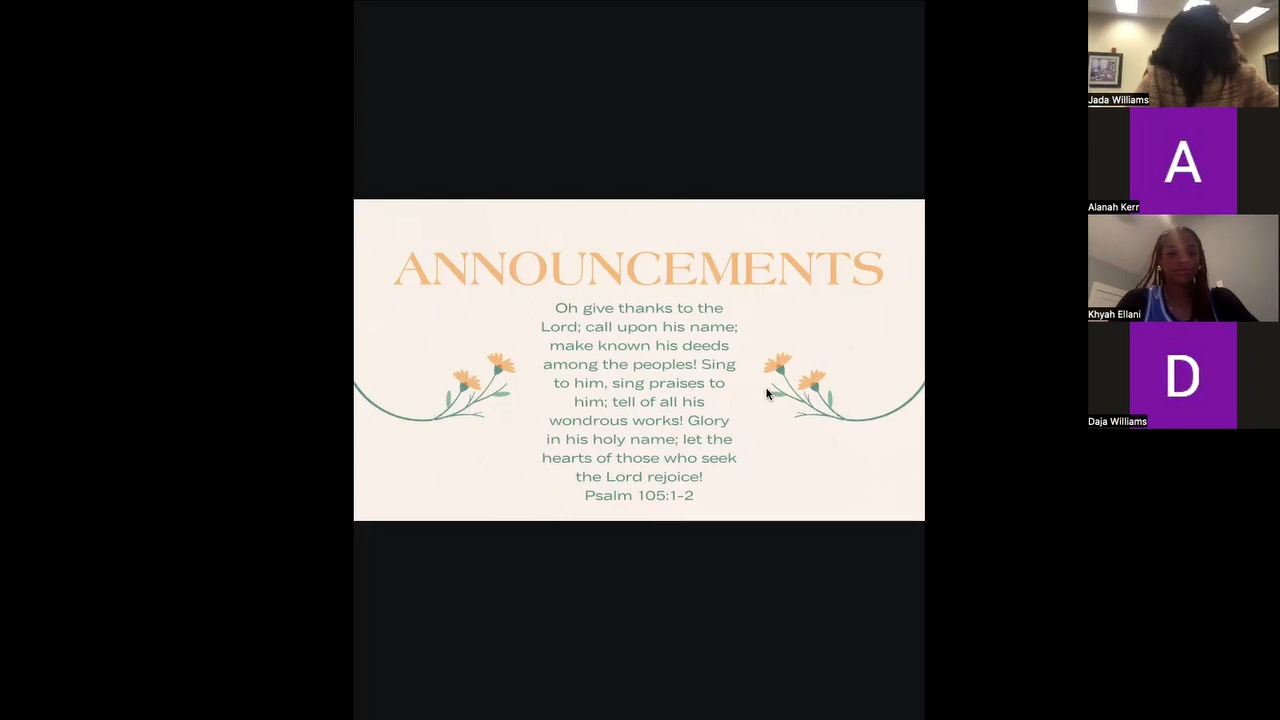 ANNOUNCEMENTS
Oh give thanks to the
Lord; call upon his name;
make known his deeds
among the peoples! Sing
to him, sing praises to
him; tell of all his
wondrous works! Glory
in his holy name; let the
hearts of those who seek
the Lord rejoice!
Psalm 105:1-2
Jada Williams
A
Alanah Kerr
Khyah Ellani
D
Daja Williams